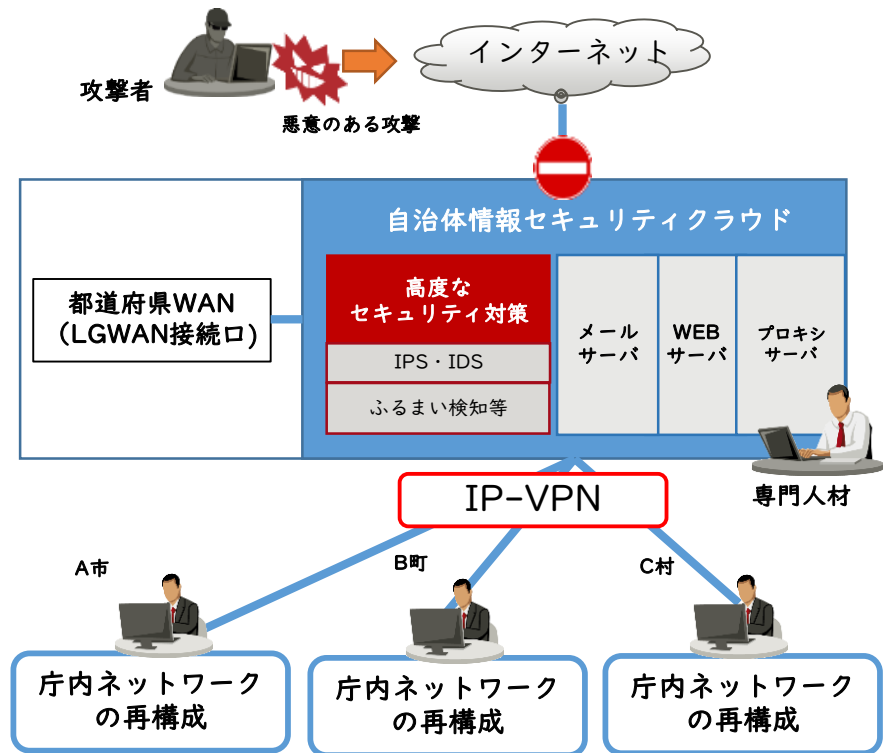 インターネット
攻撃者
悪意のある攻撃
自治体情報セキュリティクラウド
都道府県WAN
（LGWAN接続口)
高度な
セキュリティ対策
IPS・IDS
ふるまい検知等
メール
サーバ
WEB
サーバ
プロキシ
サーバ
専門人材
IP-VPN
A市
B町
C村
庁内ネットワーク
の再構成
庁内ネットワーク
の再構成
庁内ネットワーク
の再構成